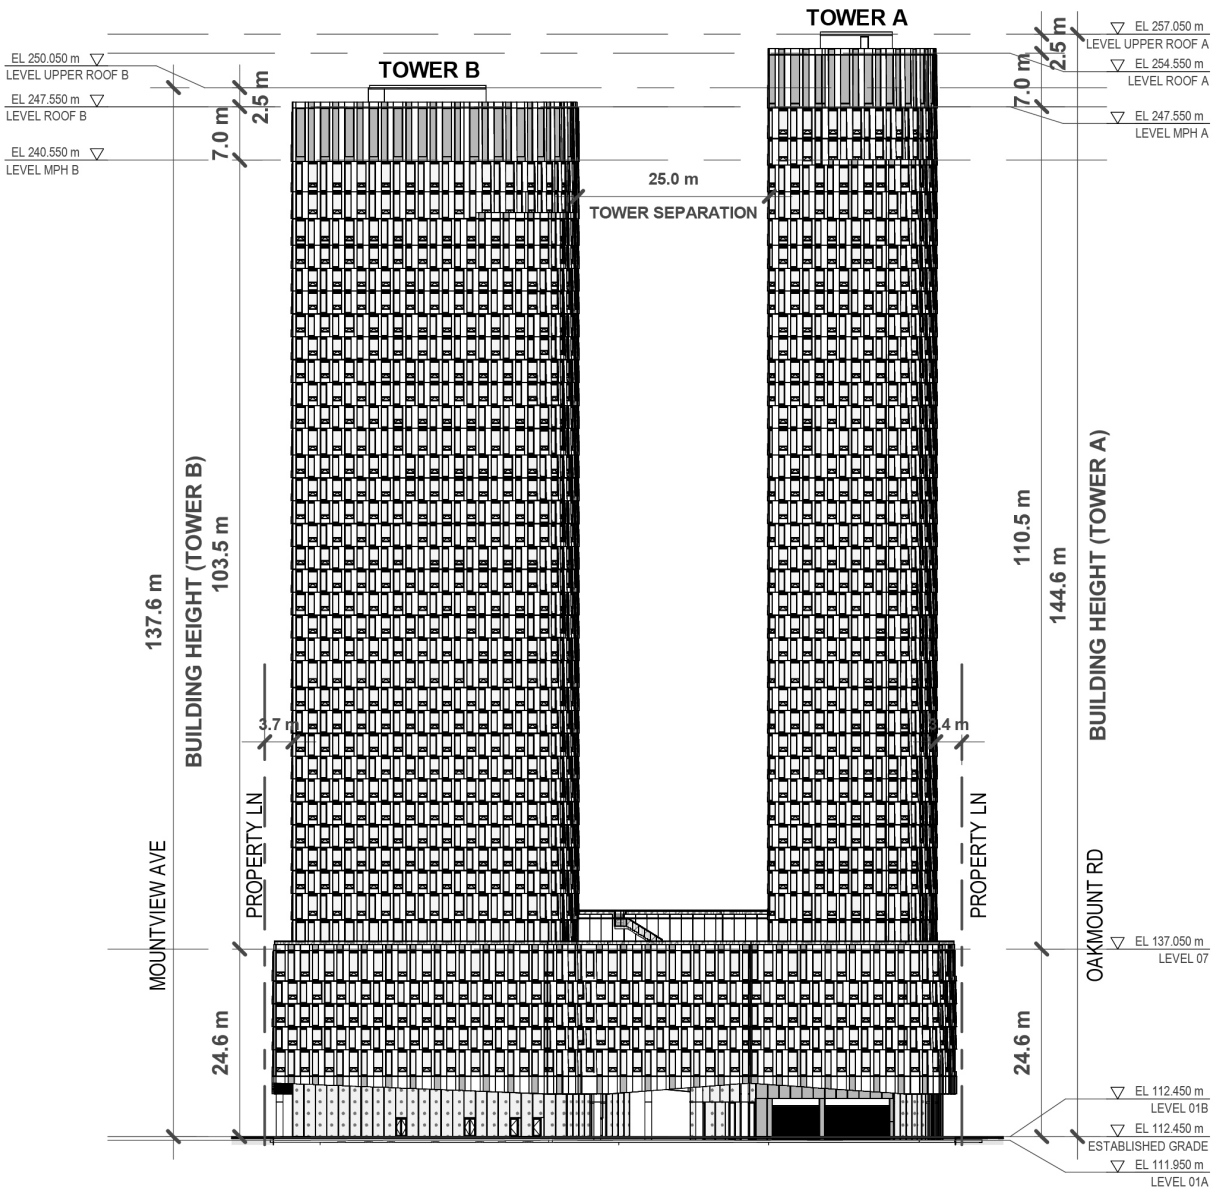 TOWER A
EL 257.050 m
LEVEL UPPER ROOF A
2.5 m
EL 250.050 m
LEVEL UPPER ROOF B
TOWER B
EL 254.550 m
LEVEL ROOF A
7.0 m
2.5 m
EL 247.550 m
LEVEL ROOF B
EL 247.550 m
LEVEL MPH A
7.0 m
EL 240.550 m
LEVEL MPH B
25.0 m
TOWER SEPARATION
137.6 m
BUILDING HEIGHT (TOWER B)
103.5 m
110.5 m
144.6 m
BUILDING HEIGHT (TOWER A)
3.7 m
3.4 m
MOUNTVIEW AVE
PROPERTY LN
PROPERTY LN
OAKMOUNT RD
EL 137.050 m
LEVEL 07
24.6 m
24.6 m
EL 112.450 m
LEVEL 01B
EL 112.450 m
ESTABLISHED GRADE
EL 111.950 m
LEVEL 01A